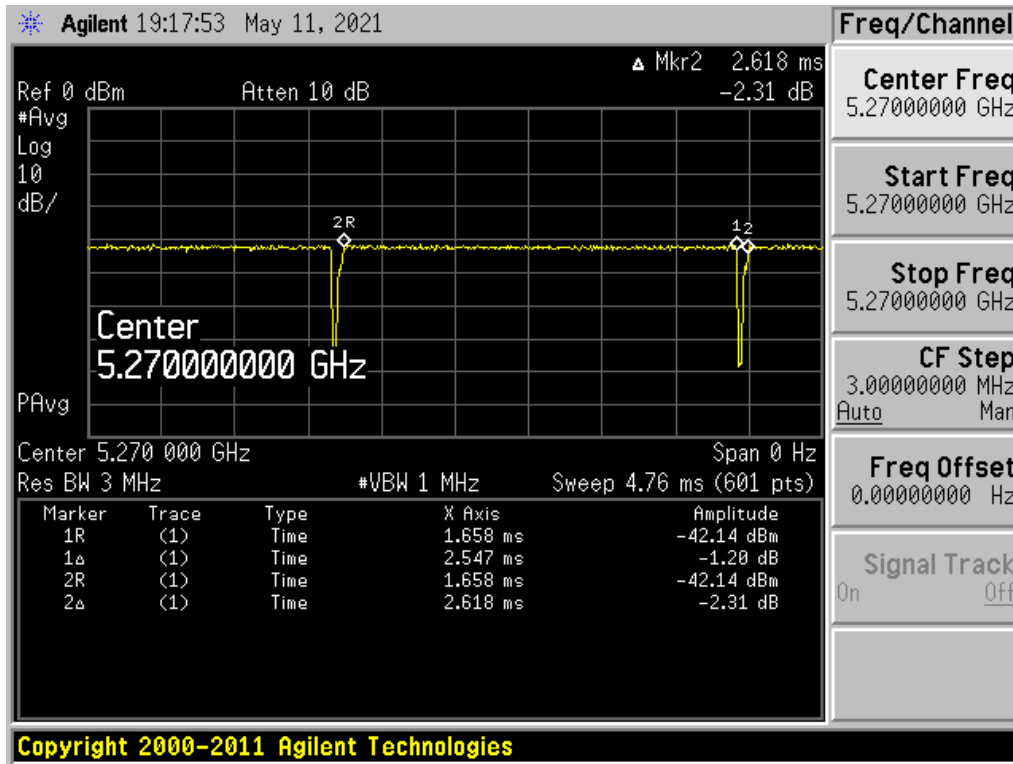 Agilent 19:17:53 May 11, 2021
Freq/Channel
Δ Mkr2 2.618 ms
Ref 0 dBm Atten 10 dB -2.31 dB
#Avg
Log
10
dB/
2R
1 2
Center
5.270000000 GHz
PAvg
Center 5.270 000 GHz Span 0 Hz
Res BW 3 MHz #VBW 1 MHz Sweep 4.76 ms (601 pts)
Marker Trace Type X Axis Amplitude
1R (1) Time 1.658 ms -42.14 dBm
1Δ (1) Time 2.547 ms -1.20 dB
2R (1) Time 1.658 ms -42.14 dBm
2Δ (1) Time 2.618 ms -2.31 dB
Center Freq
5.27000000 GHz
Start Freq
5.27000000 GHz
Stop Freq
5.27000000 GHz
CF Step
3.00000000 MHz
Auto Man
Freq Offset
0.00000000 Hz
Signal Track
On Off
Copyright 2000-2011 Agilent Technologies